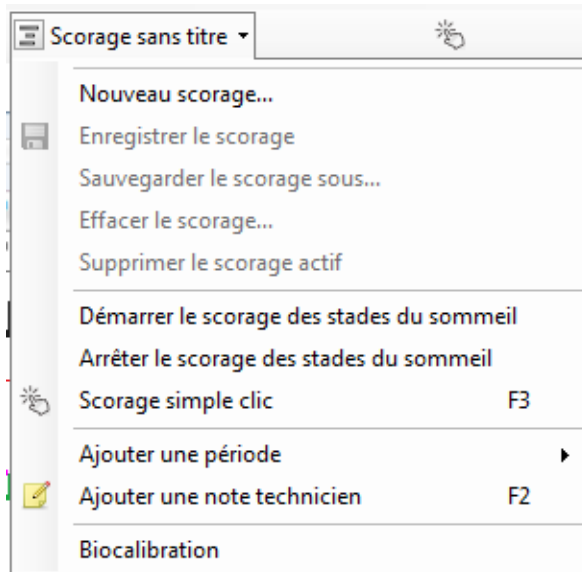 Scorage sans titre
Nouveau scorage...
Enregistrer le scorage
Sauvegarder le scorage sous...
Effacer le scorage...
Supprimer le scorage actif
Démarrer le scorage des stades du sommeil
Arrêter le scorage des stades du sommeil
Scorage simple clic F3
Ajouter une période
Ajouter une note technicien F2
Biocalibration